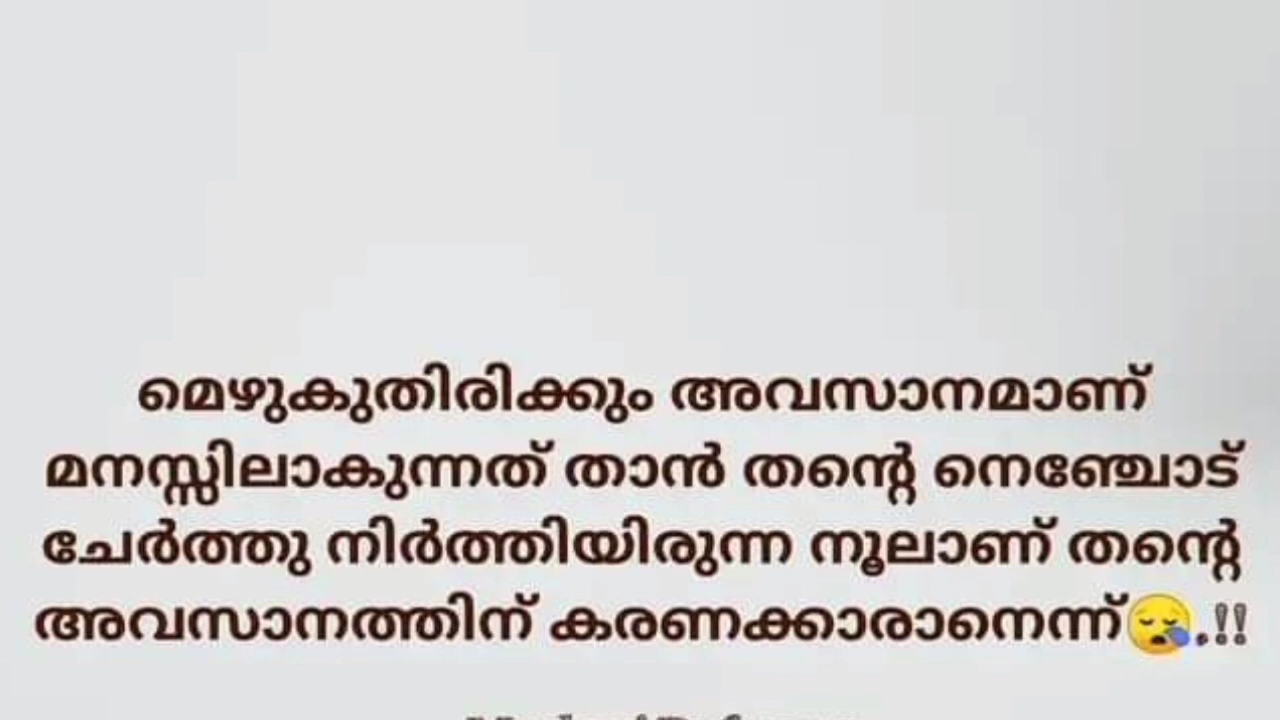 മെഴുകുതിരിക്കും അവസാനമാണ്
മനസ്സിലാകുന്നത് താൻ തന്റെ നെഞ്ചോട്
ചേർത്തു നിർത്തിയിരുന്ന നൂലാണ് തന്റെ
അവസാനത്തിന് കരണക്കാരാനെന്ന്😪.‼